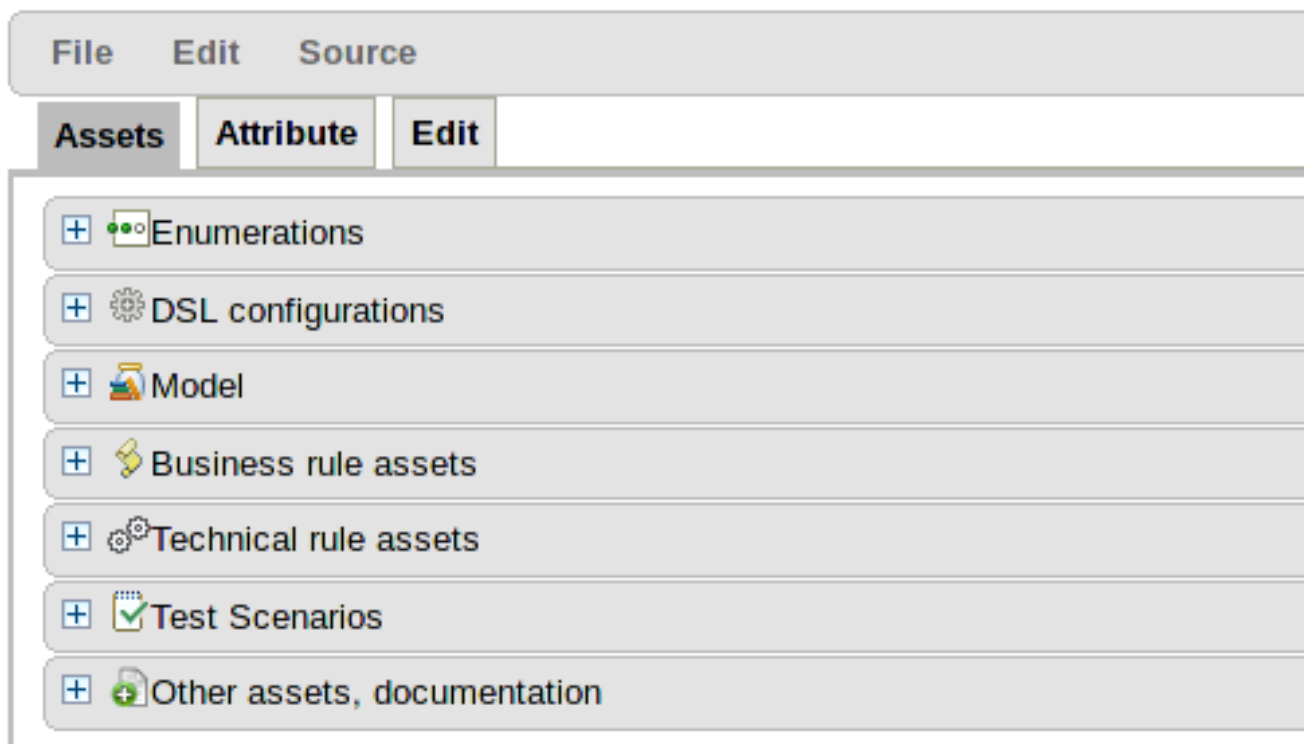 File Edit Source
Assets Attribute Edit
Enumerations
DSL configurations
Model
Business rule assets
Technical rule assets
Test Scenarios
Other assets, documentation